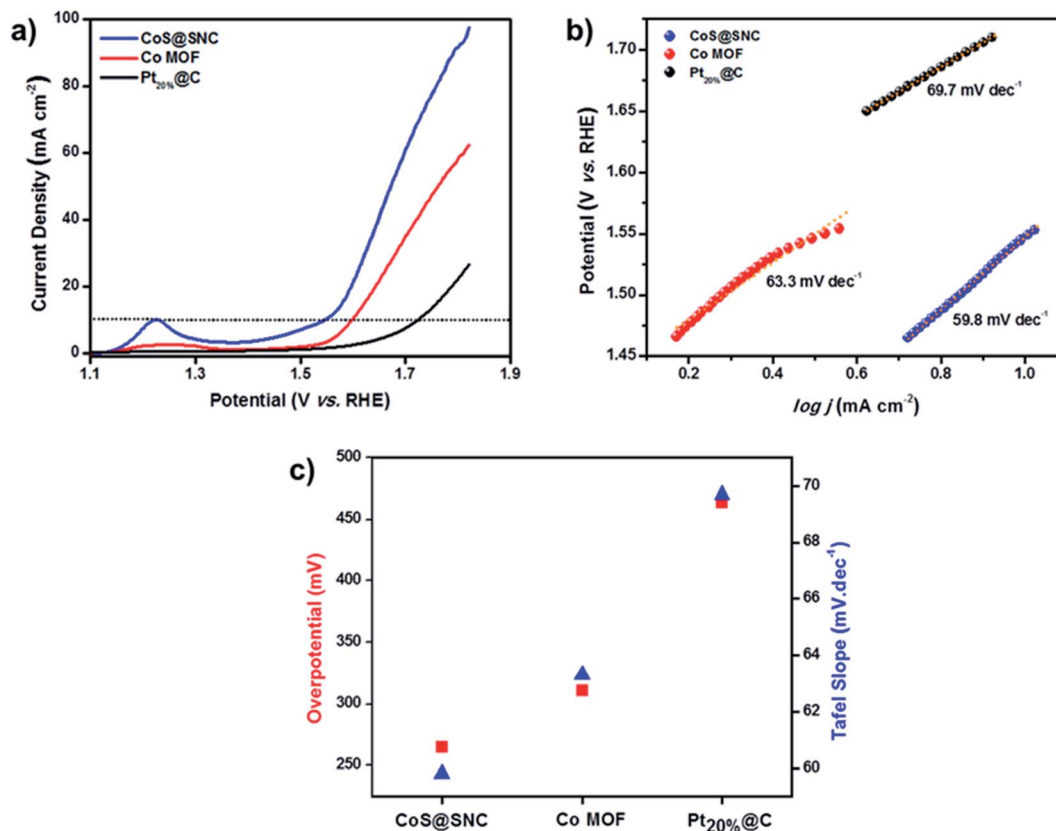 a)
CoS@SNC
Co MOF
Pt20%@C
Current Density (mA cm-2)
100
80
60
40
20
0
1.1 1.3 1.5 1.7 1.9
Potential (V vs. RHE)
b)
CoS@SNC
Co MOF
Pt20%@C
69.7 mV dec-1
63.3 mV dec-1
59.8 mV dec-1
Potential (V vs. RHE)
1.70
1.65
1.55
1.50
1.45
0.2 0.4 0.6 0.8 1.0
log j (mA cm-2)
c)
Overpotential (mV)
500
450
400
350
300
250
70
68
66
64
62
60
Tafel Slope (mV.dec-1)
CoS@SNC Co MOF Pt20%@C